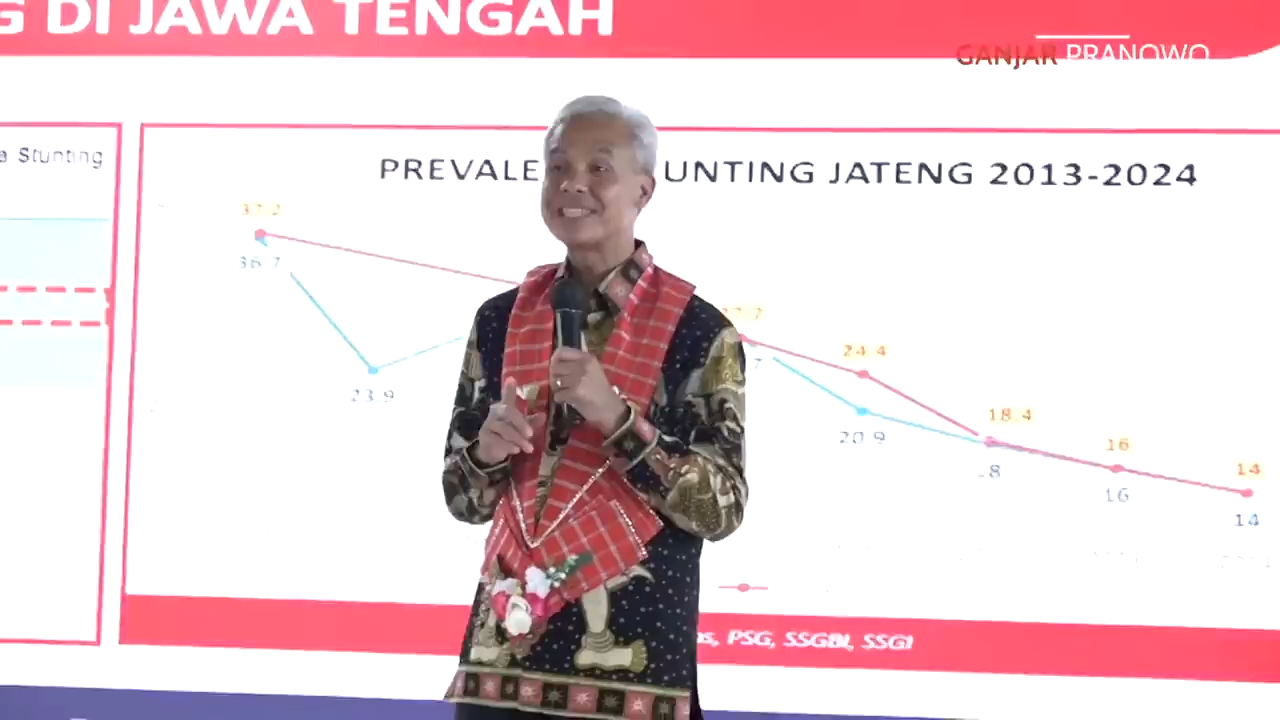 G DI JAWA TENGAH
GANJAR PRANOWO
a Stunting
PREVALE UNTING JATENG 2013-2024
37.2
36.7
23.9
24.4
20.9
18.4
16
16
14
14
PSG, SSGBI, SSGI